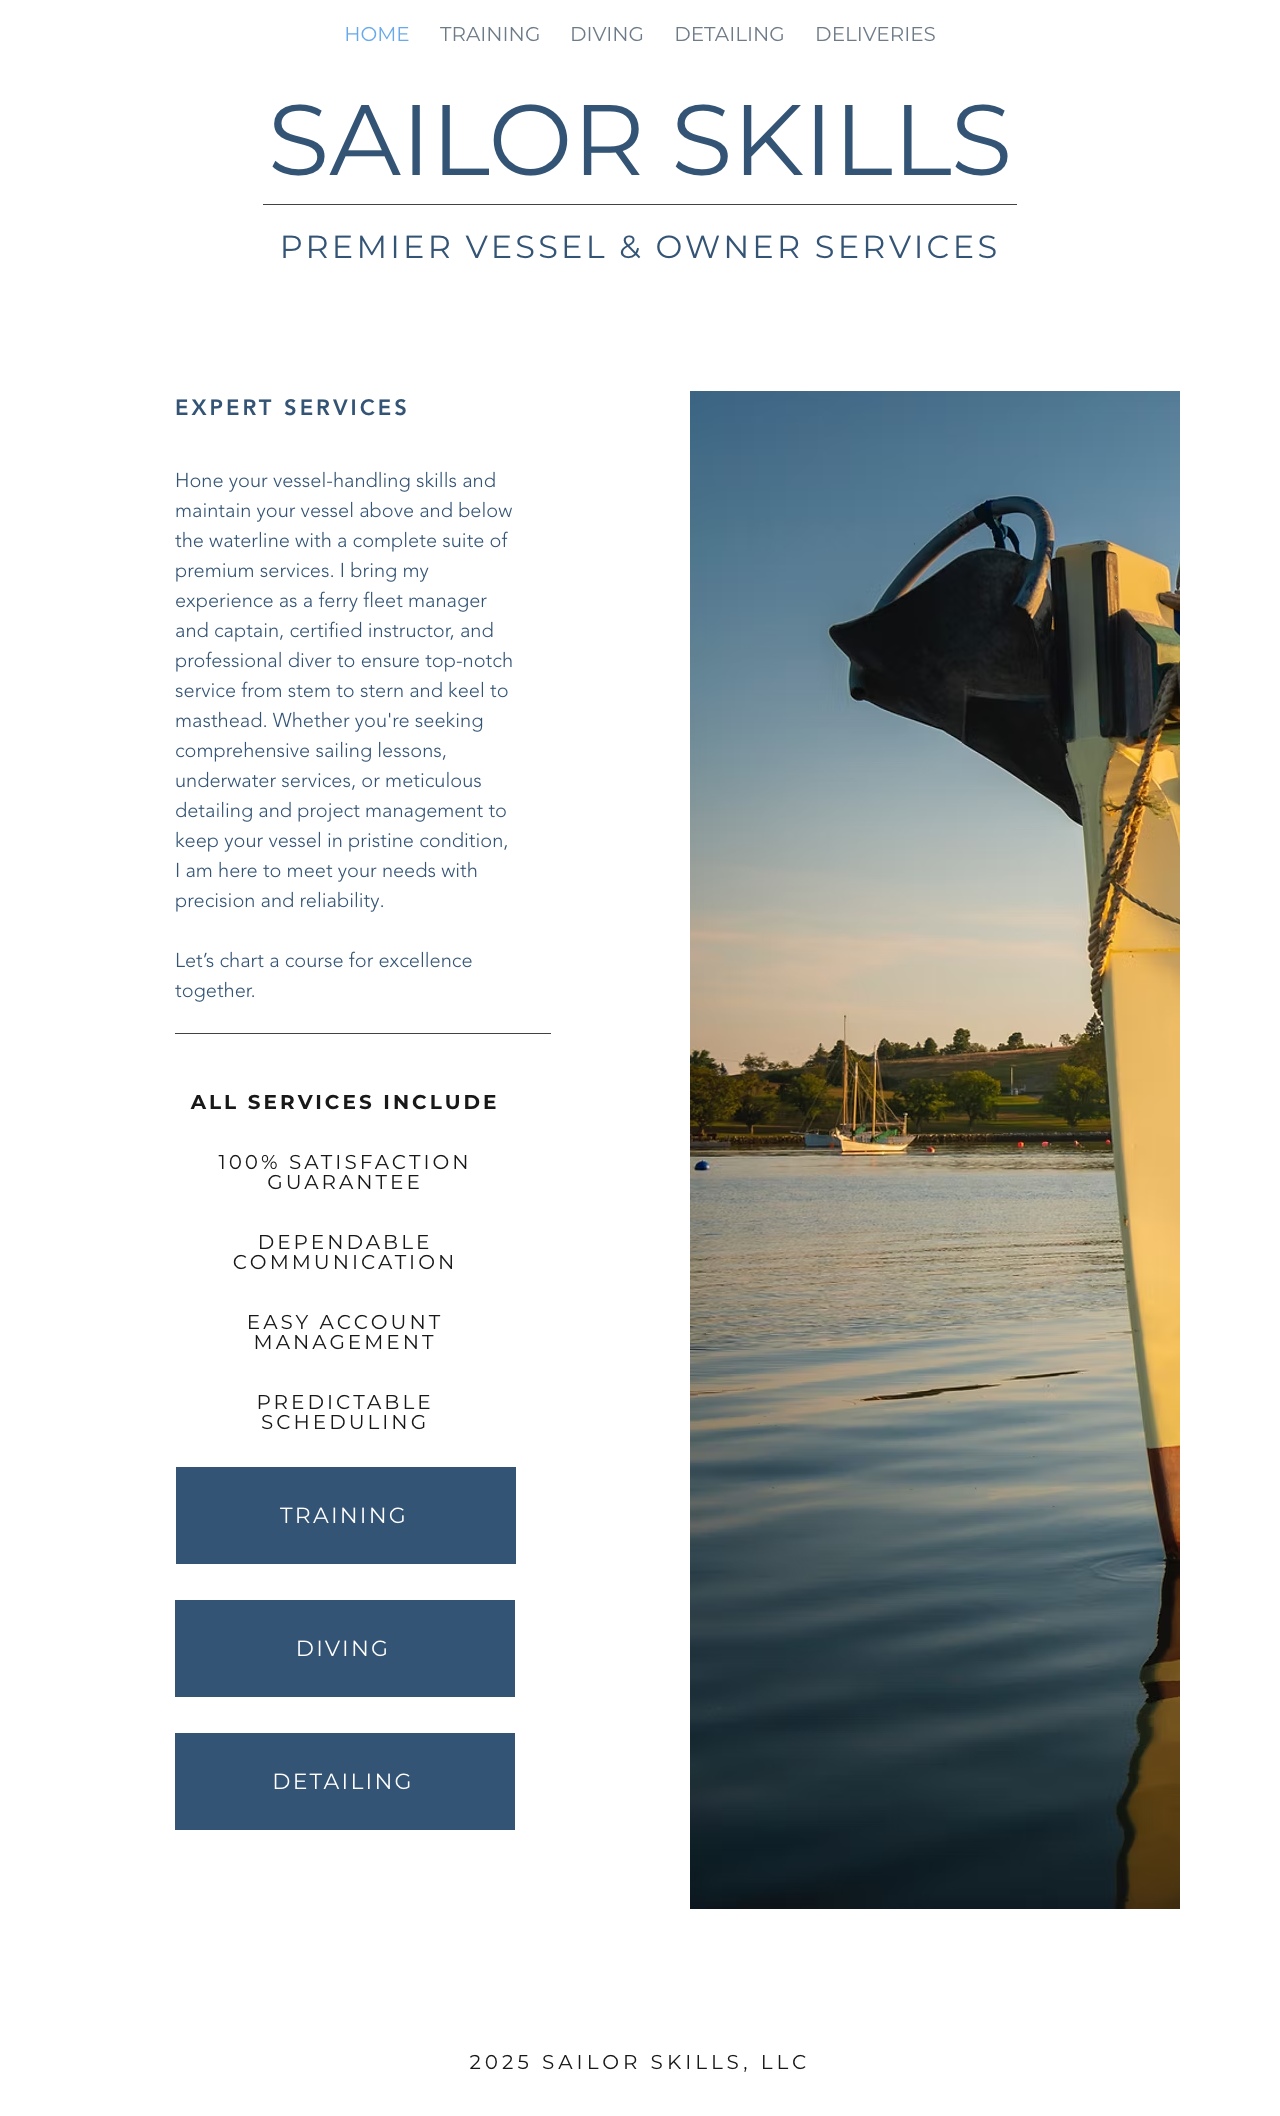 HOME TRAINING DIVING DETAILING DELIVERIES
SAILOR SKILLS
PREMIER VESSEL & OWNER SERVICES
EXPERT SERVICES
Hone your vessel-handling skills and
maintain your vessel above and below
the waterline with a complete suite of
premium services. I bring my
experience as a ferry fleet manager
and captain, certified instructor, and
professional diver to ensure top-notch
service from stem to stern and keel to
masthead. Whether you're seeking
comprehensive sailing lessons,
underwater services, or meticulous
detailing and project management to
keep your vessel in pristine condition,
I am here to meet your needs with
precision and reliability.
Let’s chart a course for excellence
together.
ALL SERVICES INCLUDE
100% SATISFACTION
GUARANTEE
DEPENDABLE
COMMUNICATION
EASY ACCOUNT
MANAGEMENT
PREDICTABLE
SCHEDULING
TRAINING
DIVING
DETAILING
2025 SAILOR SKILLS, LLC